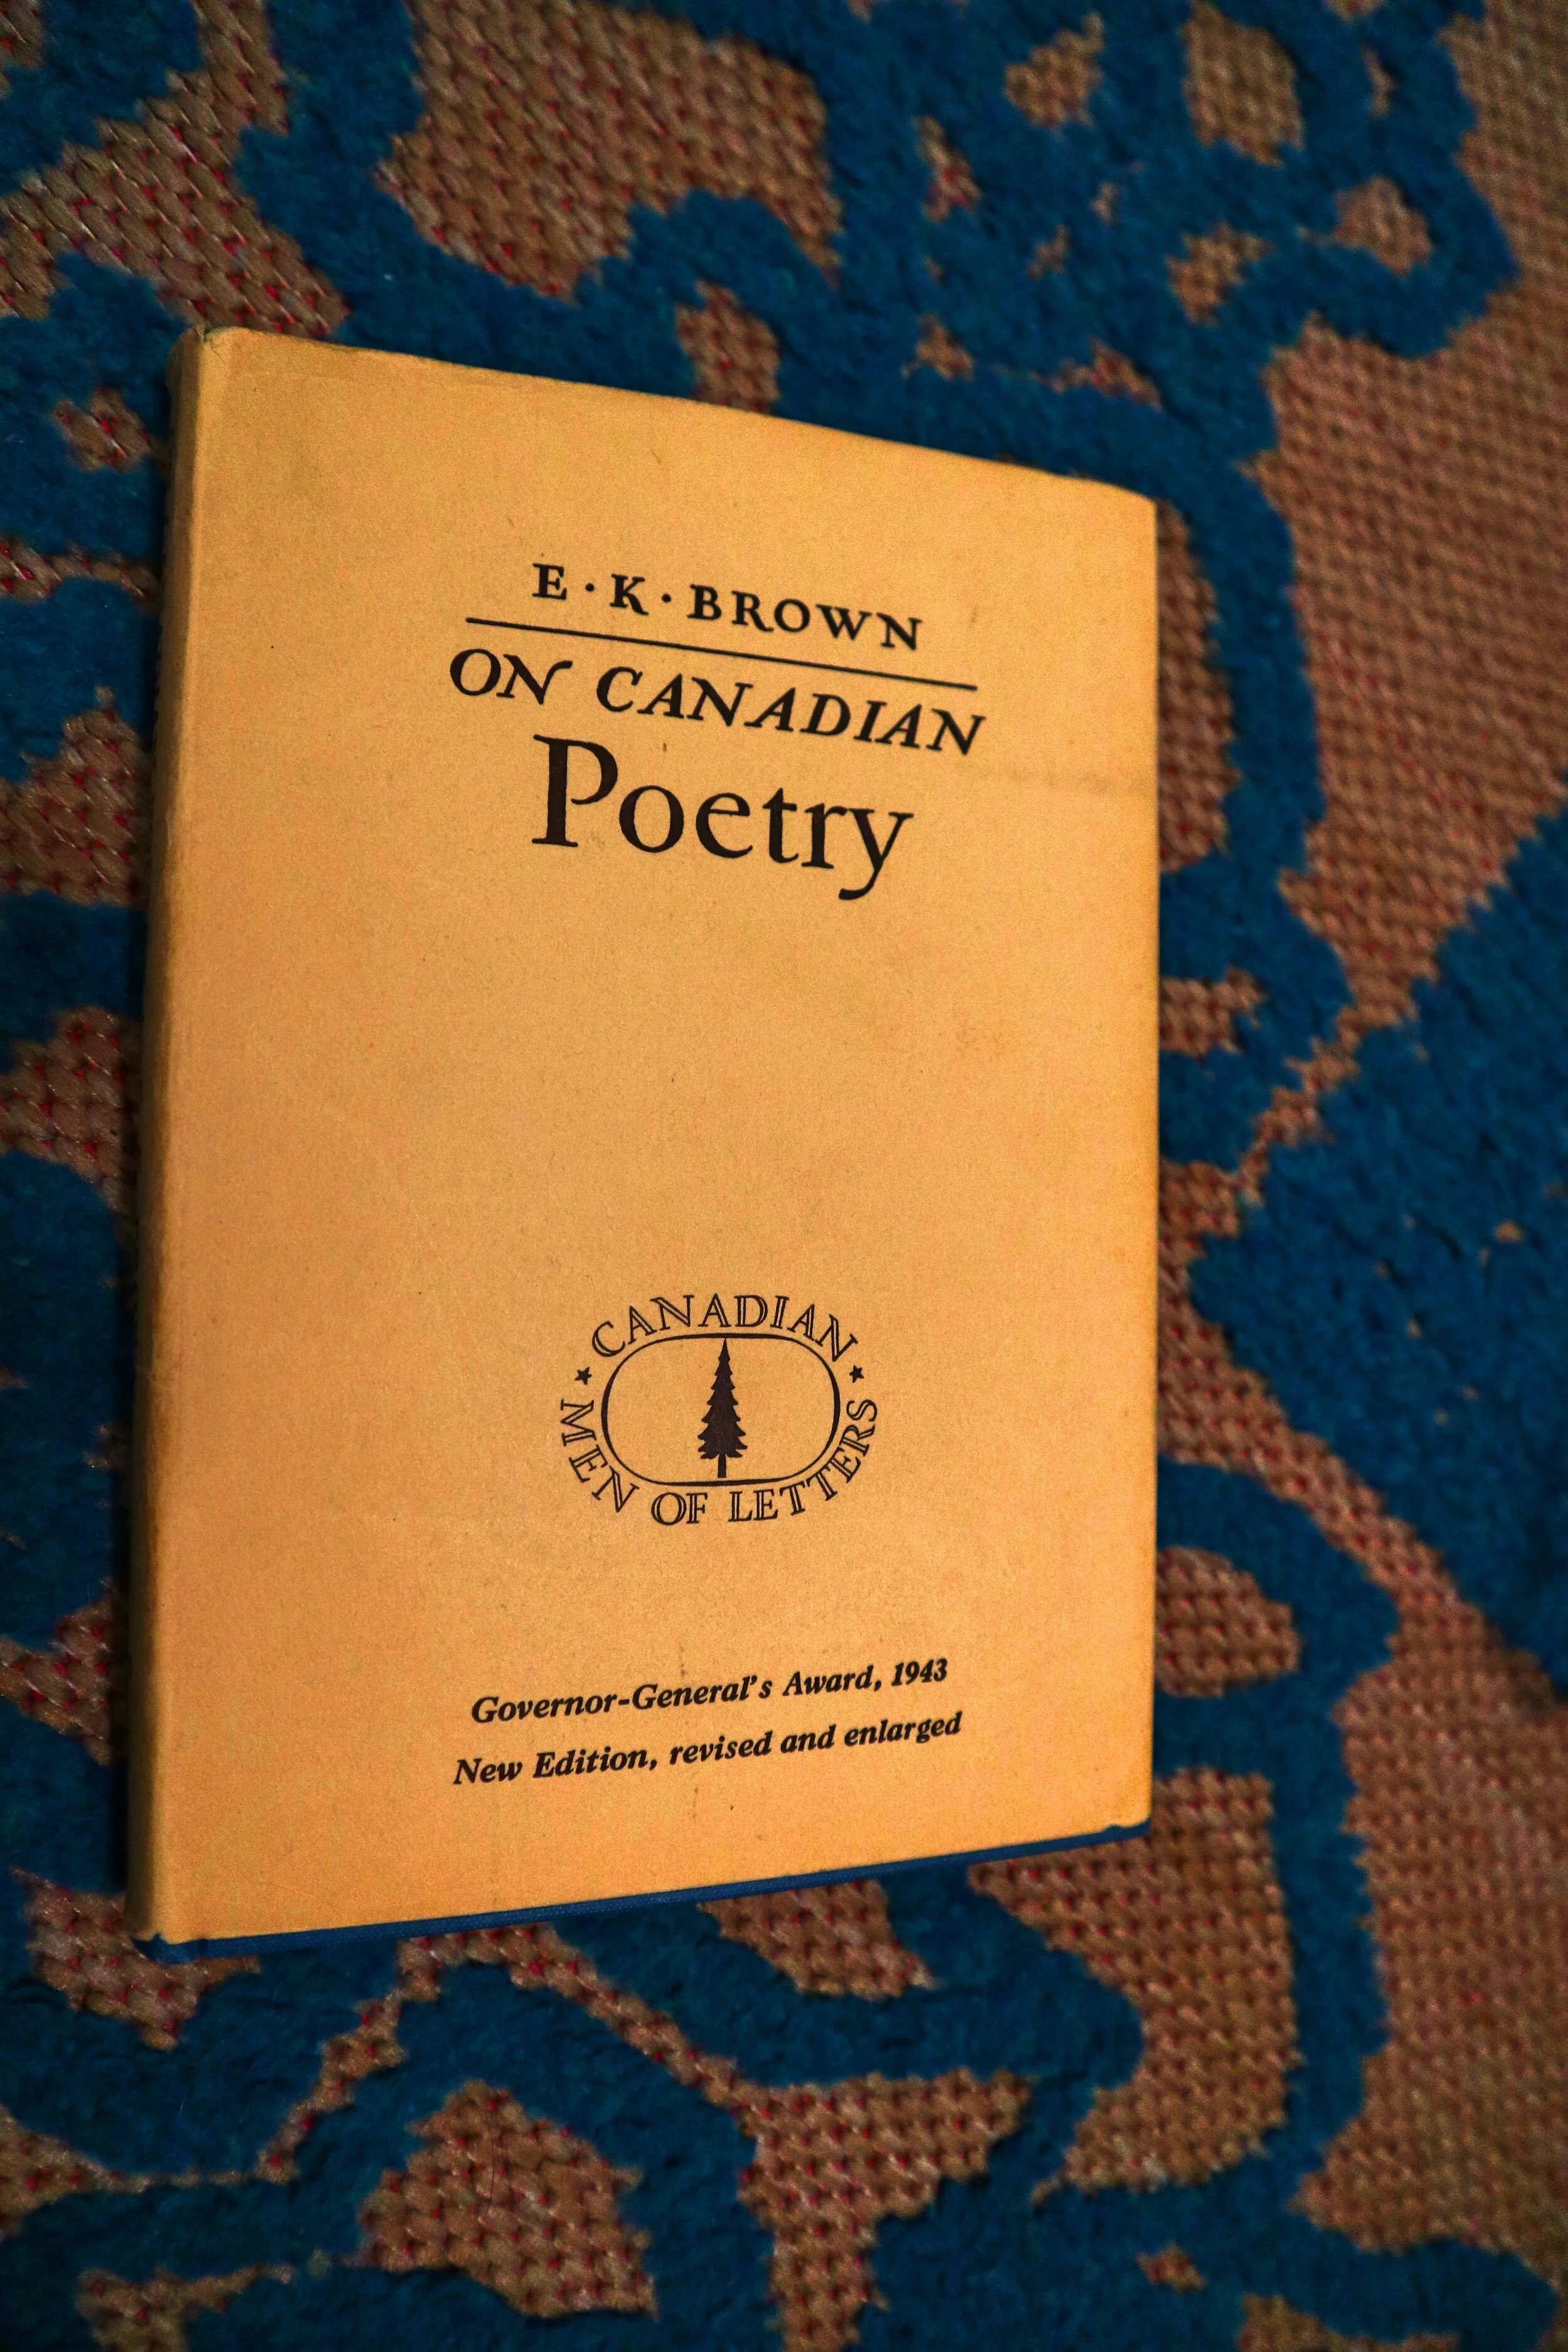 E·K·BROWN
ON CANADIAN
Poetry
CANADIAN
MEN OF LETTERS
Governor-General's Award, 1943
New Edition, revised and enlarged